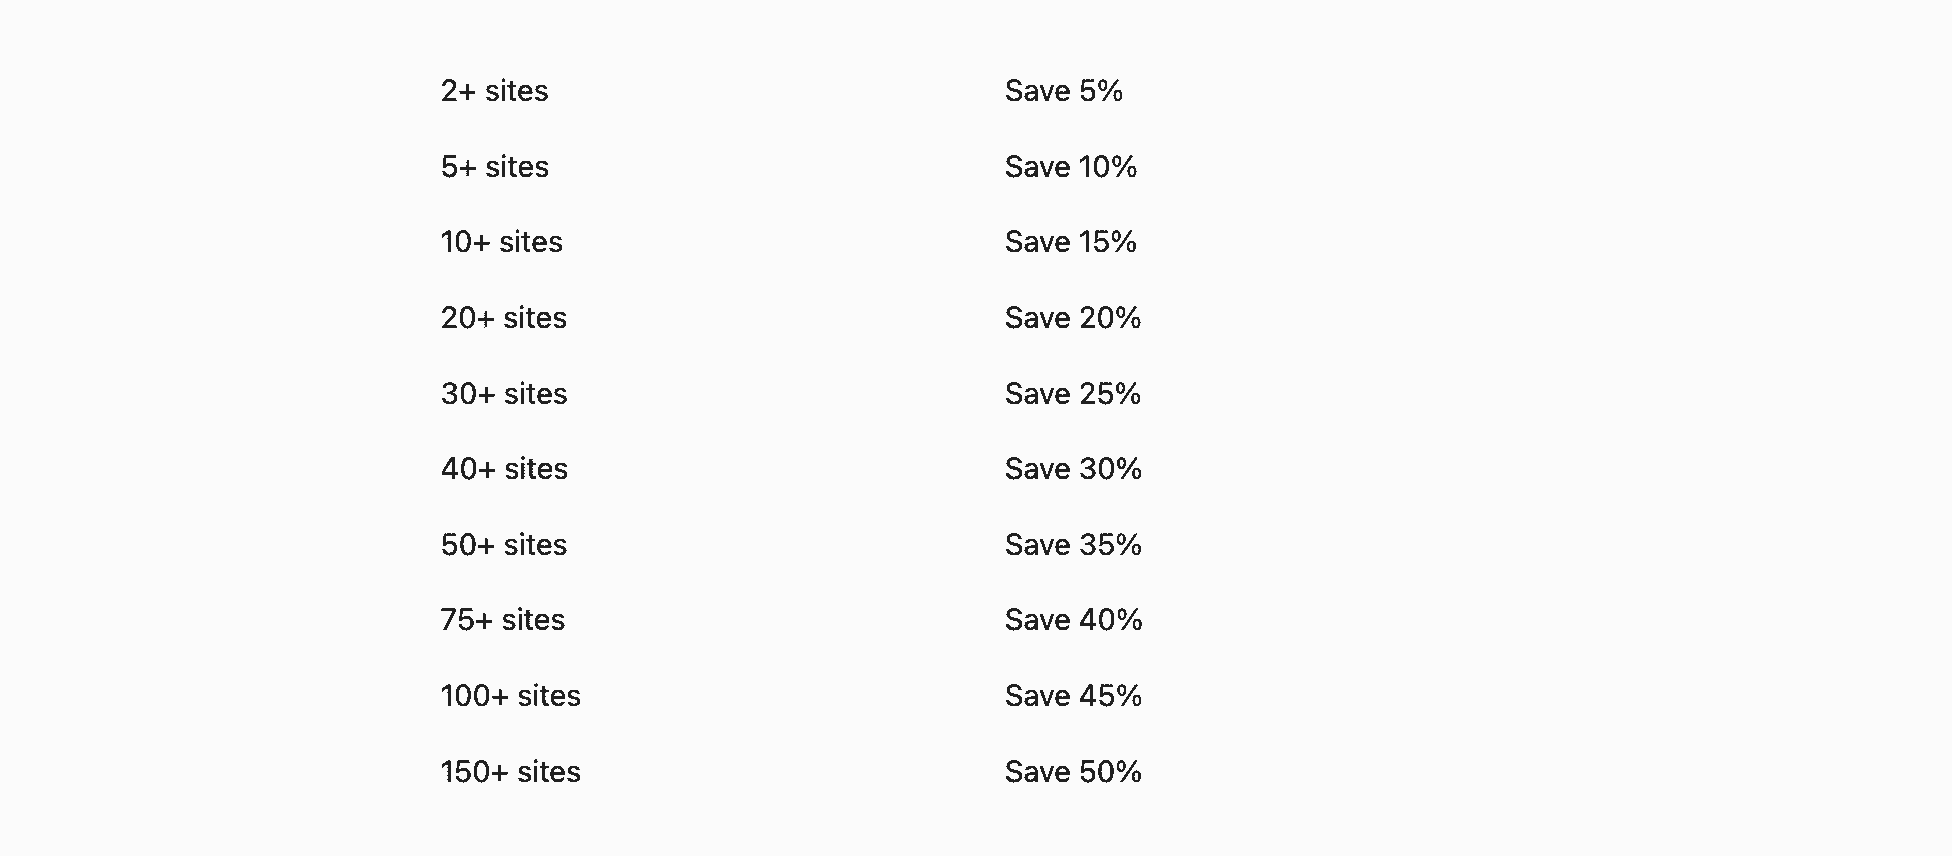 2+ sites Save 5%
5+ sites Save 10%
10+ sites Save 15%
20+ sites Save 20%
30+ sites Save 25%
40+ sites Save 30%
50+ sites Save 35%
75+ sites Save 40%
100+ sites Save 45%
150+ sites Save 50%